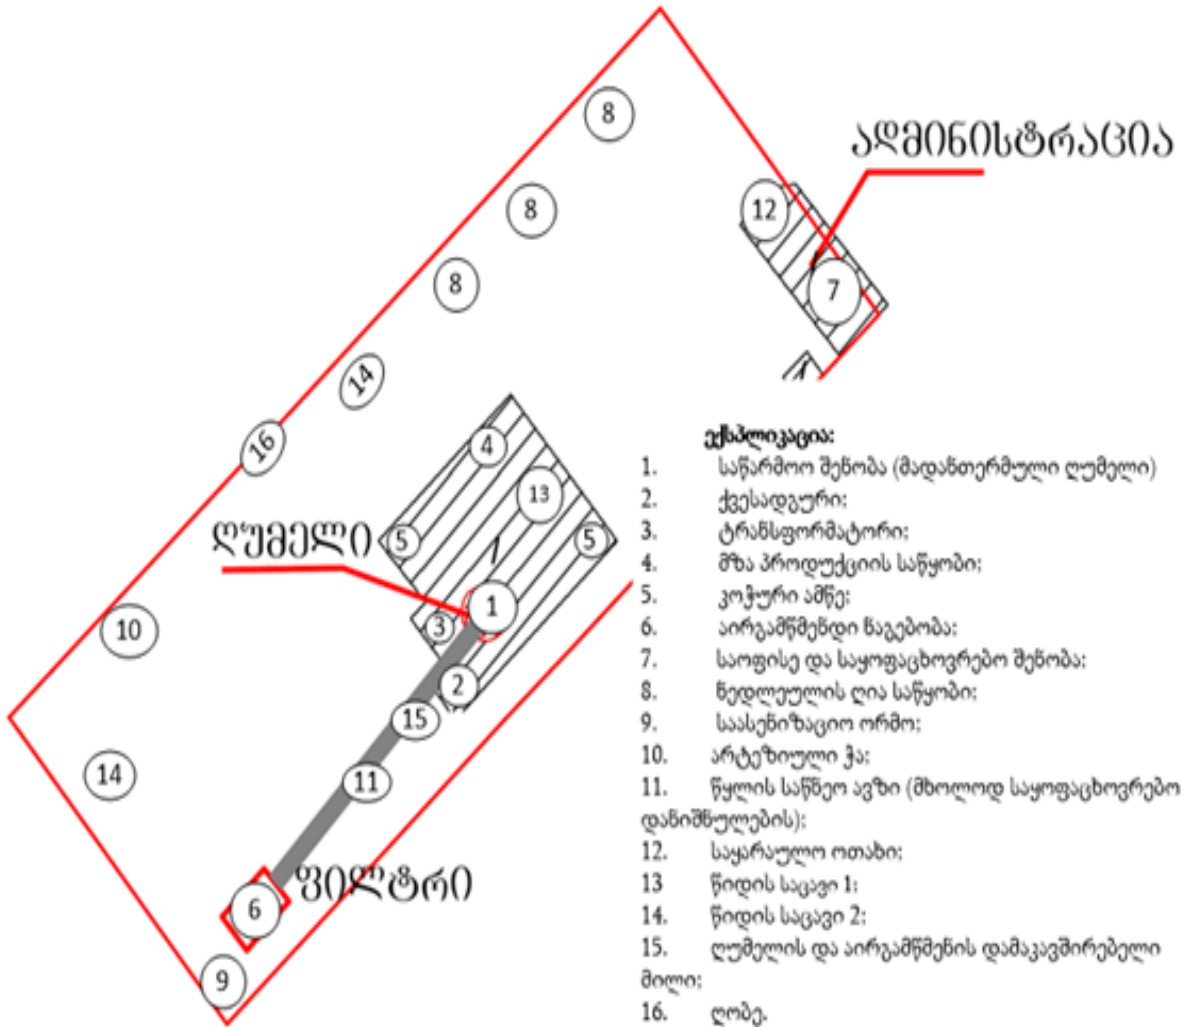 8
ადმინისტრაცია
12
8
7
8
14
16
4
13
ღუმელი
5
5
1
3
10
2
15
14
11
ფილტრი
6
9
ექსპლიკაცია:
1. საწარმოო შენობა (მადანთერმული ღუმელი)
2. ქვესადგური;
3. ტრანსფორმატორი;
4. მზა პროდუქციის საწყობი;
5. კოჭური ამწე;
6. აირგამწმენდი ნაგებობა;
7. საოფისე და საყოფაცხოვრებო შენობა;
8. ნედლეულის ღია საწყობი;
9. საასენიზაციო ორმო;
10. არტეზიული ჭა;
11. წყლის საწნეო ავზი (მხოლოდ საყოფაცხოვრებო
დანიშნულების);
12. საყარაულო ოთახი;
13 წიდის საცავი 1;
14. წიდის საცავი 2;
15. ღუმელის და აირგამწმენის დამაკავშირებელი
მილი;
16. ღობე.